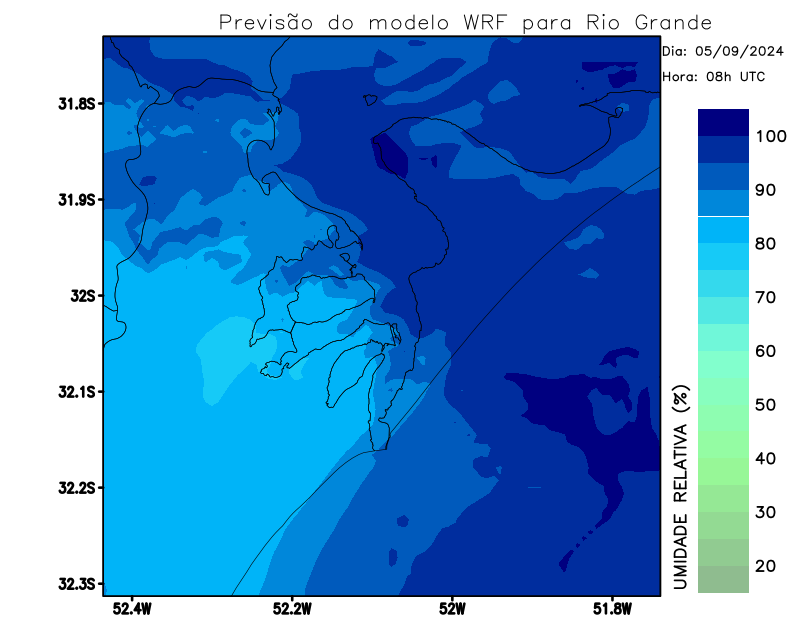 Previsão do modelo WRF para Rio Grande
Dia: 05/09/2024
Hora: 08h UTC
31.8S
31.9S
32S
32.1S
32.2S
32.3S
52.4W
52.2W
52W
51.8W
100
90
80
70
60
50
40
30
20
UMIDADE RELATIVA (%)